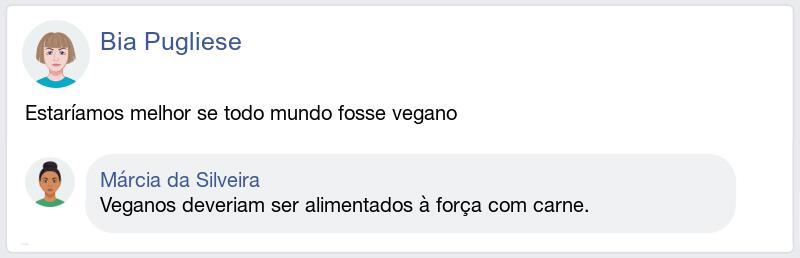 Bia Pugliese
Estaríamos melhor se todo mundo fosse vegano
Márcia da Silveira
Veganos deveriam ser alimentados à força com carne.